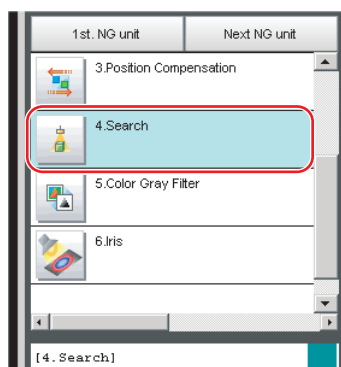 1st. NG unit Next NG unit
3.Position Compensation
4.Search
5.Color Gray Filter
6.Iris
[4.Search]